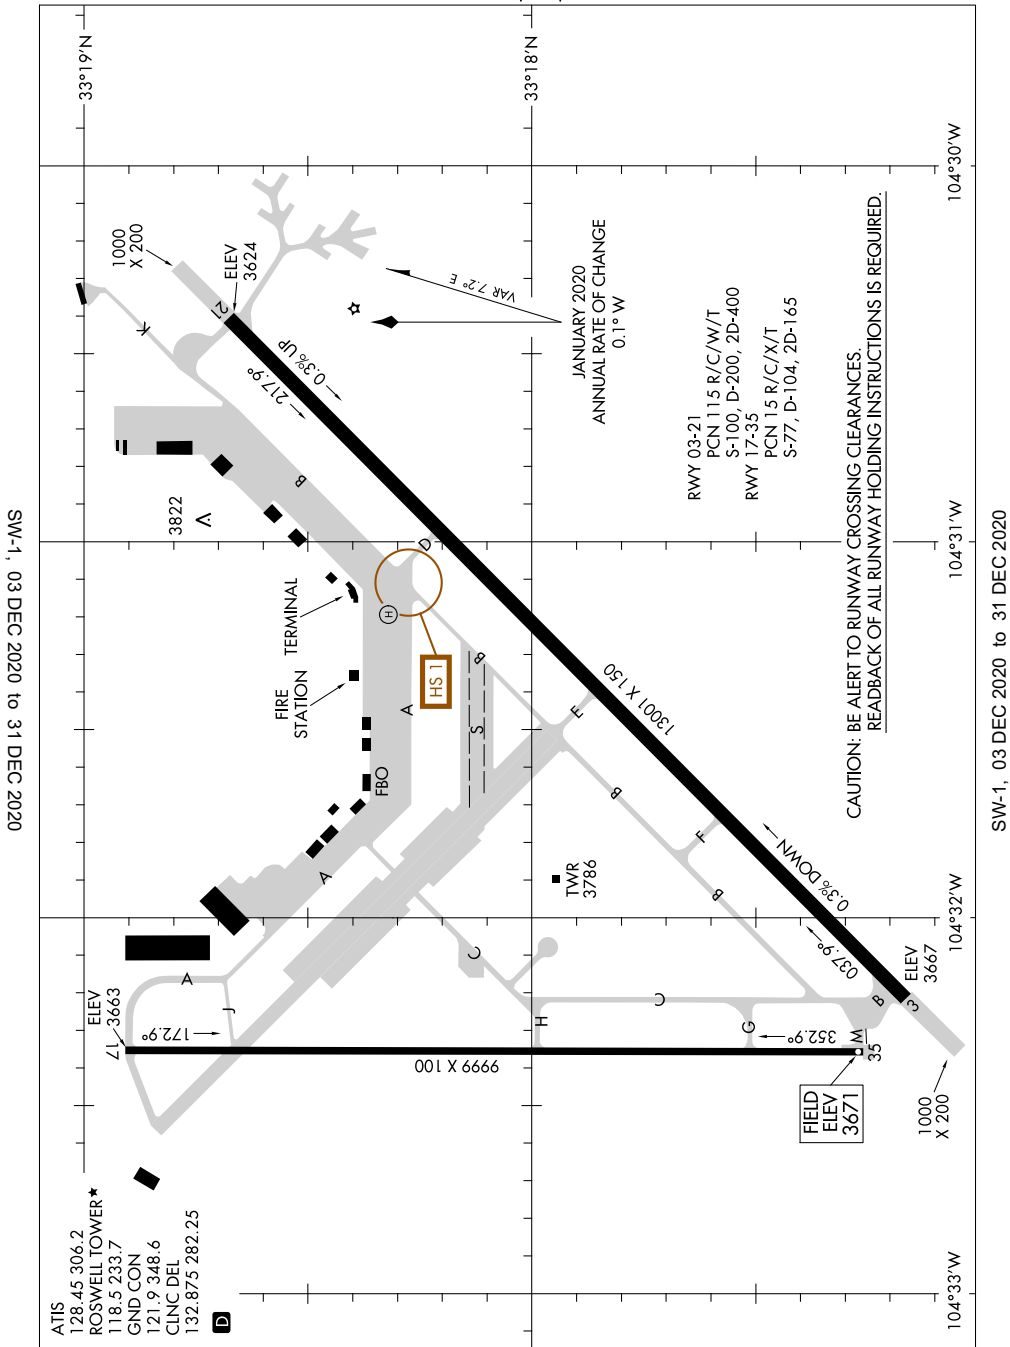 SW-1, 03 DEC 2020 to 31 DEC 2020
ATIS
128.45 306.2
ROSWELL TOWER★
118.5 233.7
GND CON
121.9 348.6
CLNC DEL
132.875 282.25
D
33°19'N
33°18'N
104°33'W
104°32'W
104°31'W
104°30'W
ELEV
3663
17
172.9°
A
J
9999 X 100
H
C
C
G
352.9°
W
35
FIELD
ELEV
3671
1000
X 200
A
FBO
FIRE
STATION
TERMINAL
A
HS 1
H
S
B
3822
B
D
K
1000
X 200
21
ELEV
3624
217.9°
0.3% UP
TWR
3786
E
B
F
B
13001 X 150
0.3% DOWN
037.9°
B
3
ELEV
3667
VAR 7.2° E
JANUARY 2020
ANNUAL RATE OF CHANGE
0.1° W
RWY 03-21
PCN 115 R/C/W/T
S-100, D-200, 2D-400
RWY 17-35
PCN 15 R/C/X/T
S-77, D-104, 2D-165
CAUTION: BE ALERT TO RUNWAY CROSSING CLEARANCES.
READBACK OF ALL RUNWAY HOLDING INSTRUCTIONS IS REQUIRED.
SW-1, 03 DEC 2020 to 31 DEC 2020